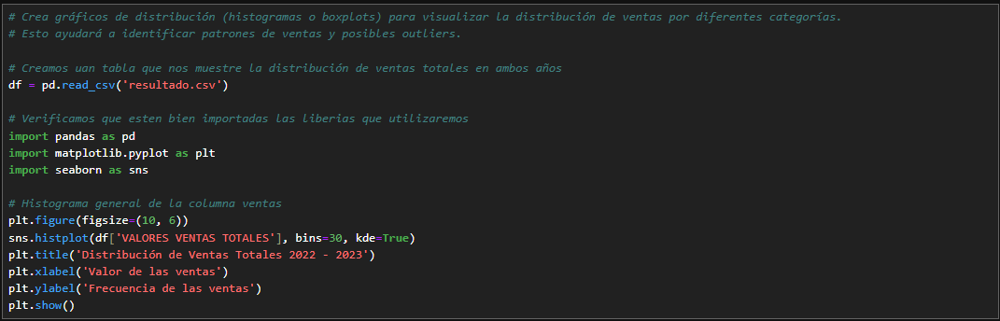 # Crea gráficos de distribución (histogramas o boxplots) para visualizar la distribución de ventas por diferentes categorías.
# Esto ayudará a identificar patrones de ventas y posibles outliers.
# Creamos uan tabla que nos muestre la distribución de ventas totales en ambos años
df = pd.read_csv('resultado.csv')
# Verificamos que esten bien importadas las liberias que utilizaremos
import pandas as pd
import matplotlib.pyplot as plt
import seaborn as sns
# Histograma general de la columna ventas
plt.figure(figsize=(10, 6))
sns.histplot(df['VALORES VENTAS TOTALES'], bins=30, kde=True)
plt.title('Distribución de Ventas Totales 2022 - 2023')
plt.xlabel('Valor de las ventas')
plt.ylabel('Frecuencia de las ventas')
plt.show()